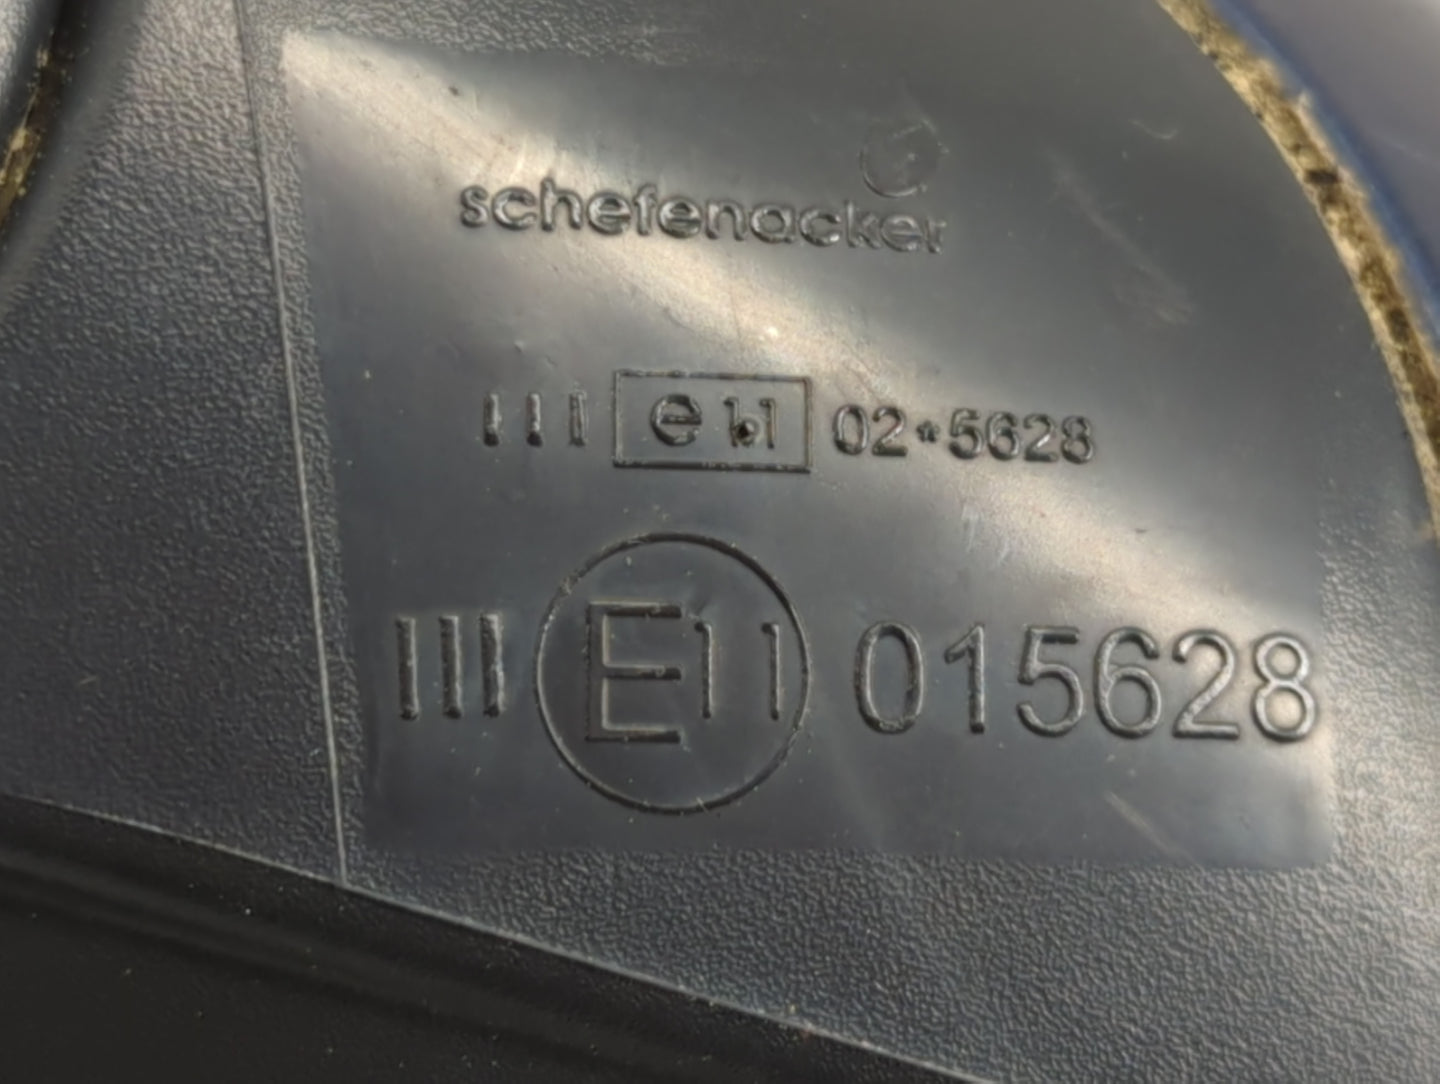 schefenacker
III e11 02*5628
III E11 015628